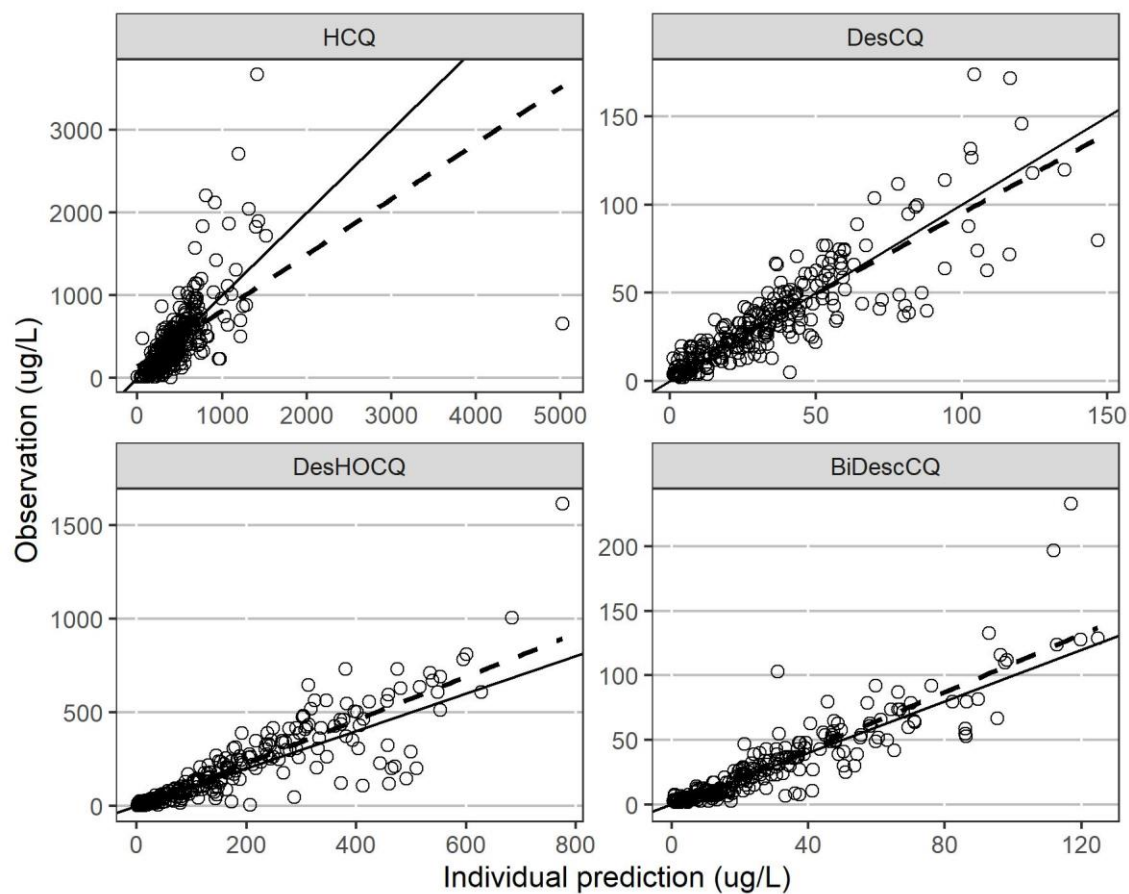 HCQ
DesCQ
3000
2000
1000
0
150
100
50
0
0 1000 2000 3000 4000 5000
0 50 100 150
DesHOCQ
BiDescCQ
1500
1000
500
0
200
150
100
50
0
0 200 400 600 800
0 40 80 120
Observation (ug/L)
Individual prediction (ug/L)